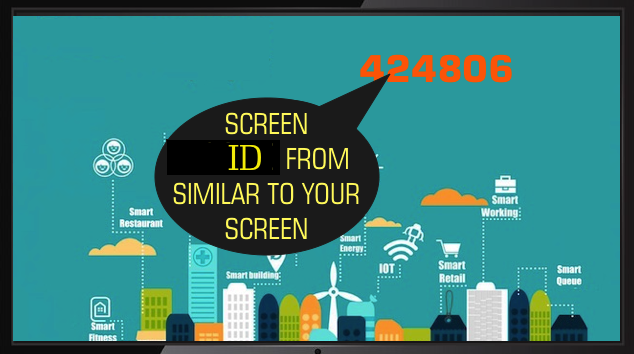 424806
SCREEN
ID FROM
SIMILAR TO YOUR
SCREEN
Smart
Restaurant
Smart
Working
Smart
Energy
Smart building
IOT
Smart
Retail
Smart
Queue
Smart
Fitness